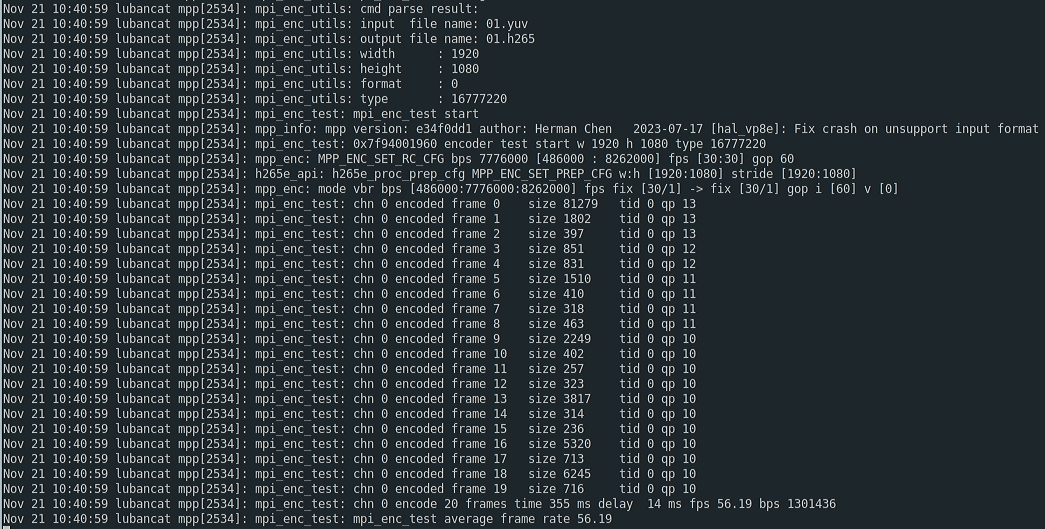 Nov 21 10:40:59 lubancat mpp[2534]: mpi_enc_utils: cmd parse result:
Nov 21 10:40:59 lubancat mpp[2534]: mpi_enc_utils: input  file name: 01.yuv
Nov 21 10:40:59 lubancat mpp[2534]: mpi_enc_utils: output file name: 01.h265
Nov 21 10:40:59 lubancat mpp[2534]: mpi_enc_utils: width      : 1920
Nov 21 10:40:59 lubancat mpp[2534]: mpi_enc_utils: height     : 1080
Nov 21 10:40:59 lubancat mpp[2534]: mpi_enc_utils: format     : 0
Nov 21 10:40:59 lubancat mpp[2534]: mpi_enc_utils: type       : 16777220
Nov 21 10:40:59 lubancat mpp[2534]: mpi_enc_test: mpi_enc_test start
Nov 21 10:40:59 lubancat mpp[2534]: mpp_info: mpp version: e34f0dd1 author: Herman Chen   2023-07-17 [hal_vp8e]: Fix crash on unsupport input format
Nov 21 10:40:59 lubancat mpp[2534]: mpi_enc_test: 0x7f94001960 encoder test start w 1920 h 1080 type 16777220
Nov 21 10:40:59 lubancat mpp[2534]: mpp_enc: MPP_ENC_SET_RC_CFG bps 7776000 [486000 : 8262000] fps [30:30] gop 60
Nov 21 10:40:59 lubancat mpp[2534]: h265e_api: h265e_proc_prep_cfg MPP_ENC_SET_PREP_CFG w:h [1920:1080] stride [1920:1080]
Nov 21 10:40:59 lubancat mpp[2534]: mpp_enc: mode vbr bps [486000:7776000:8262000] fps fix [30/1] -> fix [30/1] gop i [60] v [0]
Nov 21 10:40:59 lubancat mpp[2534]: mpi_enc_test: chn 0 encoded frame 0    size 81279  tid 0 qp 13
Nov 21 10:40:59 lubancat mpp[2534]: mpi_enc_test: chn 0 encoded frame 1    size 1802   tid 0 qp 13
Nov 21 10:40:59 lubancat mpp[2534]: mpi_enc_test: chn 0 encoded frame 2    size 397    tid 0 qp 13
Nov 21 10:40:59 lubancat mpp[2534]: mpi_enc_test: chn 0 encoded frame 3    size 851    tid 0 qp 12
Nov 21 10:40:59 lubancat mpp[2534]: mpi_enc_test: chn 0 encoded frame 4    size 831    tid 0 qp 12
Nov 21 10:40:59 lubancat mpp[2534]: mpi_enc_test: chn 0 encoded frame 5    size 1510   tid 0 qp 11
Nov 21 10:40:59 lubancat mpp[2534]: mpi_enc_test: chn 0 encoded frame 6    size 410    tid 0 qp 11
Nov 21 10:40:59 lubancat mpp[2534]: mpi_enc_test: chn 0 encoded frame 7    size 318    tid 0 qp 11
Nov 21 10:40:59 lubancat mpp[2534]: mpi_enc_test: chn 0 encoded frame 8    size 463    tid 0 qp 11
Nov 21 10:40:59 lubancat mpp[2534]: mpi_enc_test: chn 0 encoded frame 9    size 2249   tid 0 qp 10
Nov 21 10:40:59 lubancat mpp[2534]: mpi_enc_test: chn 0 encoded frame 10   size 402    tid 0 qp 10
Nov 21 10:40:59 lubancat mpp[2534]: mpi_enc_test: chn 0 encoded frame 11   size 257    tid 0 qp 10
Nov 21 10:40:59 lubancat mpp[2534]: mpi_enc_test: chn 0 encoded frame 12   size 323    tid 0 qp 10
Nov 21 10:40:59 lubancat mpp[2534]: mpi_enc_test: chn 0 encoded frame 13   size 3817   tid 0 qp 10
Nov 21 10:40:59 lubancat mpp[2534]: mpi_enc_test: chn 0 encoded frame 14   size 314    tid 0 qp 10
Nov 21 10:40:59 lubancat mpp[2534]: mpi_enc_test: chn 0 encoded frame 15   size 236    tid 0 qp 10
Nov 21 10:40:59 lubancat mpp[2534]: mpi_enc_test: chn 0 encoded frame 16   size 5320   tid 0 qp 10
Nov 21 10:40:59 lubancat mpp[2534]: mpi_enc_test: chn 0 encoded frame 17   size 713    tid 0 qp 10
Nov 21 10:40:59 lubancat mpp[2534]: mpi_enc_test: chn 0 encoded frame 18   size 6245   tid 0 qp 10
Nov 21 10:40:59 lubancat mpp[2534]: mpi_enc_test: chn 0 encoded frame 19   size 716    tid 0 qp 10
Nov 21 10:40:59 lubancat mpp[2534]: mpi_enc_test: chn 0 encode 20 frames time 355 ms delay  14 ms fps 56.19 bps 1301436
Nov 21 10:40:59 lubancat mpp[2534]: mpi_enc_test: mpi_enc_test average frame rate 56.19